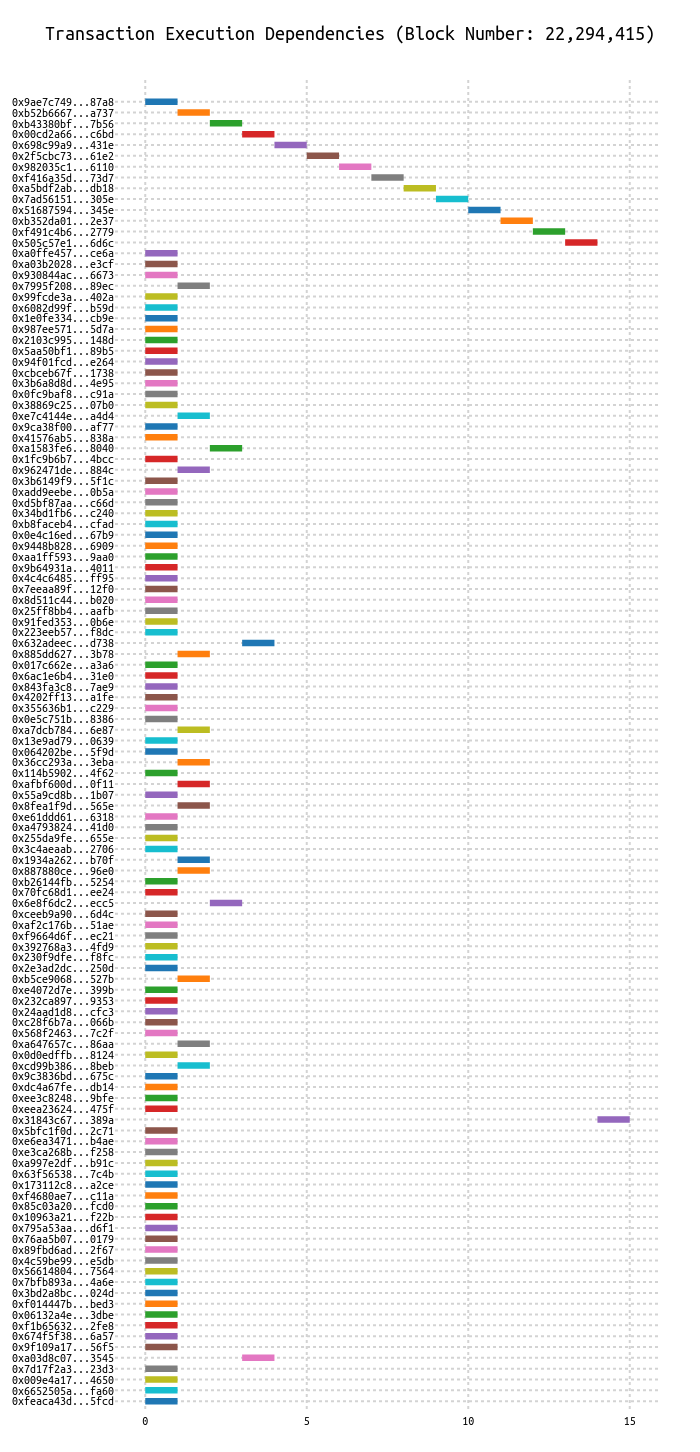 Transaction Execution Dependencies (Block Number: 22,294,415)
0x9ae7c749...87a8
0xb52b6667...a737
0xb43380bf...7b56
0x00cd2a66...c6bd
0x698c99a9...431e
0x2f5cbc73...61e2
0x982035c1...6110
0xf416a35d...73d7
0xa5bdf2ab...db18
0x7ad56151...305e
0x51687594...345e
0xb352da01...2e37
0xf491c4b6...2779
0x505c57e1...6d6c
0xa0ffe457...ce6a
0xa03b2028...e3cf
0x930844ac...6673
0x7995f208...89ec
0x99fcde3a...402a
0x6082d99f...b59d
0x1e0fe334...cb9e
0x987ee571...5d7a
0x2103c995...148d
0x5aa50bf1...89b5
0x94f01fcd...e264
0xcbceb67f...1738
0x3b6a8d8d...4e95
0x0fc9baf8...c91a
0x38869c25...07b0
0xe7c4144e...a4d4
0x9ca38f00...af77
0x41576ab5...838a
0xa1583fe6...8040
0x1fc9b6b7...4bcc
0x962471de...884c
0x3b6149f9...5f1c
0xadd9eebe...0b5a
0xd5bf87aa...c66d
0x34bd1fb6...c240
0xb8faceb4...cfad
0x0e4c16ed...67b9
0x9448b828...6909
0xaa1ff593...9aa0
0x9b64931a...4011
0x4c4c6485...ff95
0x7eeaa89f...12f0
0x8d511c44...b020
0x25ff8bb4...aafb
0x91fed353...0b6e
0x223eeb57...f8dc
0x632adeec...d738
0x885dd627...3b78
0x017c662e...a3a6
0x6ac1e6b4...31e0
0x843fa3c8...7ae9
0x4202ff13...a1fe
0x355636b1...c229
0x0e5c751b...8386
0xa7dcb784...6e87
0x13e9ad79...0639
0x064202be...5f9d
0x36cc293a...3eba
0x114b5902...4f62
0xafbf600d...0f11
0x55a9cd8b...1b07
0x8fea1f9d...565e
0xe61ddd61...6318
0xa4793824...41d0
0x255da9fe...655e
0x3c4aeaab...2706
0x1934a262...b70f
0x887880ce...96e0
0xb26144fb...5254
0x70fc68d1...ee24
0x6e8f6dc2...ecc5
0xceeb9a90...6d4c
0xaf2c176b...51ae
0xf9664d6f...ec21
0x392768a3...4fd9
0x230f9dfe...f8fc
0x2e3ad2dc...250d
0xb5ce9068...527b
0xe4072d7e...399b
0x232ca897...9353
0x24aad1d8...cfc3
0xc28f6b7a...066b
0x568f2463...7c2f
0xa647657c...86aa
0x0d0edffb...8124
0xcd99b386...8beb
0x9c3836bd...675c
0xdc4a67fe...db14
0xee3c8248...9bfe
0xeea23624...475f
0x31843c67...389a
0x5bfc1f0d...2c71
0xe6ea3471...b4ae
0xe3ca268b...f258
0xa997e2df...b91c
0x63f56538...7c4b
0x173112c8...a2ce
0xf4680ae7...c11a
0x85c03a20...fcd0
0x10963a21...f22b
0x795a53aa...d6f1
0x76aa5b07...0179
0x89fbd6ad...2f67
0x4c59be99...e5db
0x56614804...7564
0x7bfb893a...4a6e
0x3bd2a8bc...024d
0xf014447b...bed3
0x06132a4e...3dbe
0xf1b65632...2fe8
0x674f5f38...6a57
0x9f109a17...56f5
0xa03d8c07...3545
0x7d17f2a3...23d3
0x009e4a17...4650
0x6652505a...fa60
0xfeaca43d...5fcd
0 5 10 15